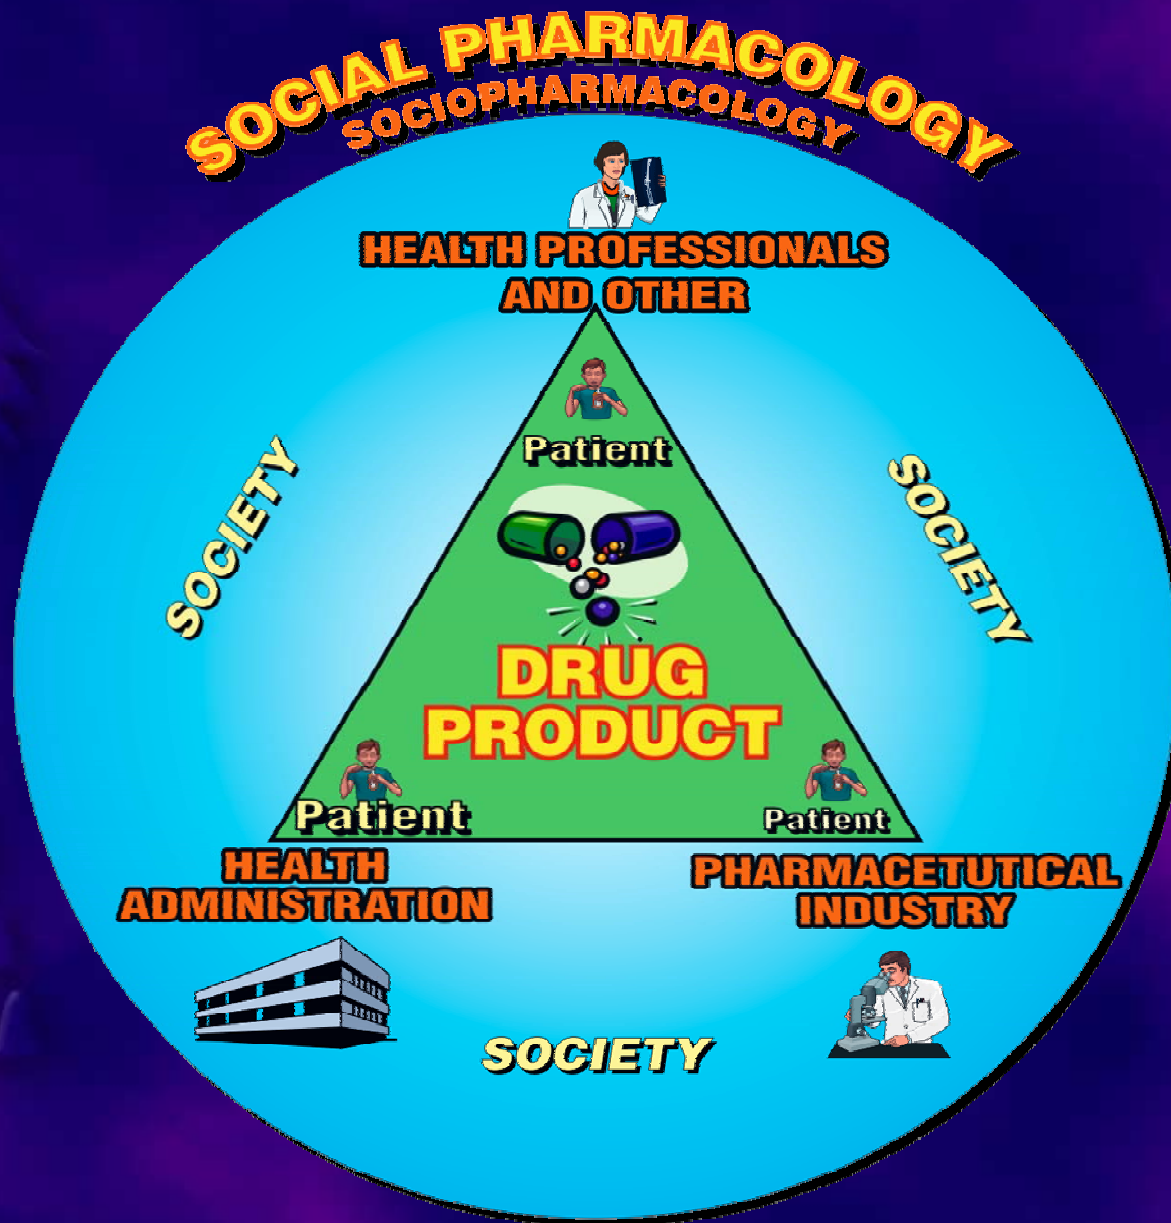 SOCIAL PHARMACOLOGY
SOCIOPHARMACOLOGY
HEALTH PROFESSIONALS
AND OTHER
Patient
SOCIETY
SOCIETY
DRUG
PRODUCT
Patient
Patient
HEALTH
ADMINISTRATION
PHARMACETUTICAL
INDUSTRY
SOCIETY